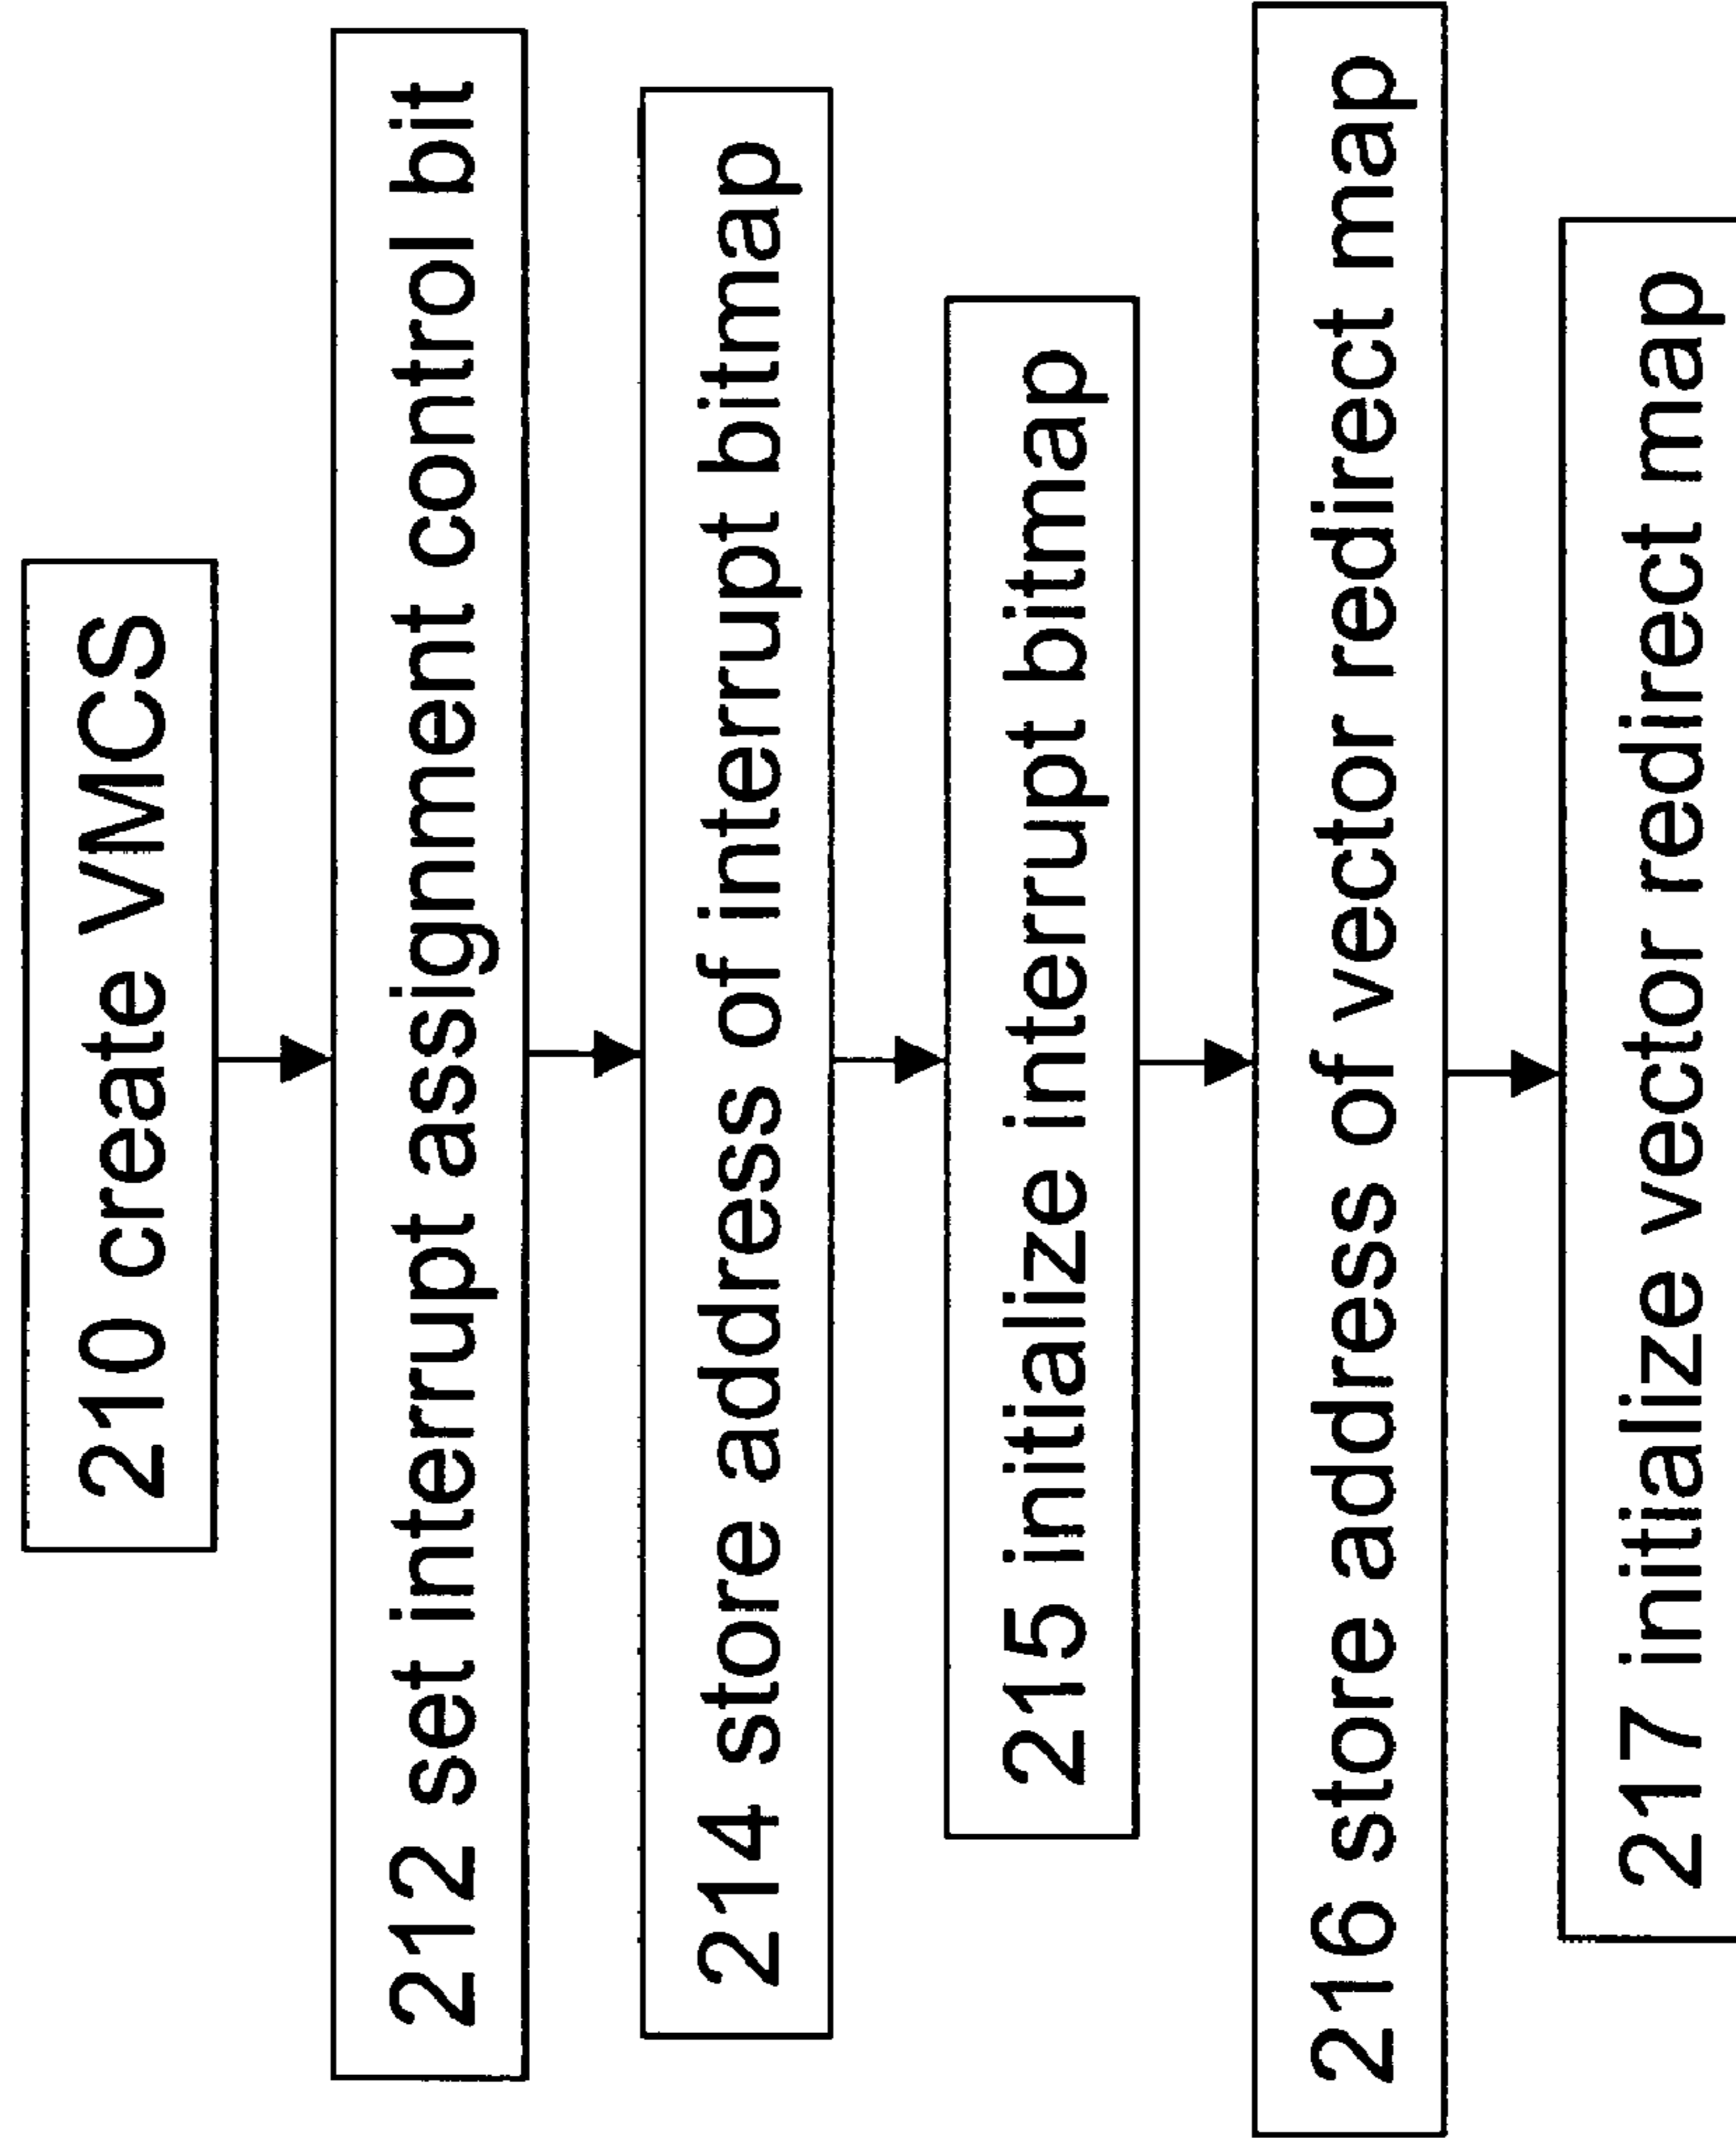 210 create VMCS
212 set interrupt assignment control bit
214 store address of interrupt bitmap
215 initialize interrupt bitmap
216 store address of vector redirect map
217 initialize vector redirect map